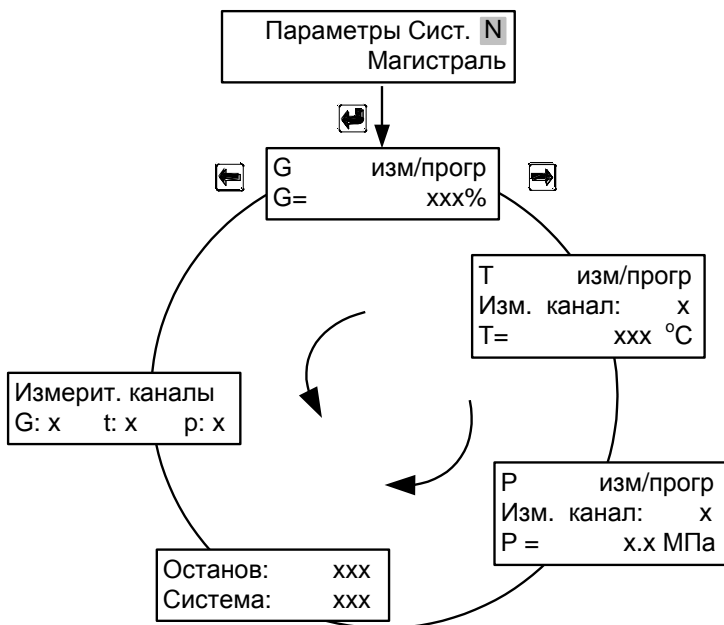 Параметры Сист. N
Магистраль
G изм/прогр
G= xxx%
T изм/прогр
Изм. канал: x
T= xxx °C
Измерит. каналы
G: x t: x p: x
P изм/прогр
Изм. канал: x
P = x.x МПа
Останов: xxx
Система: xxx